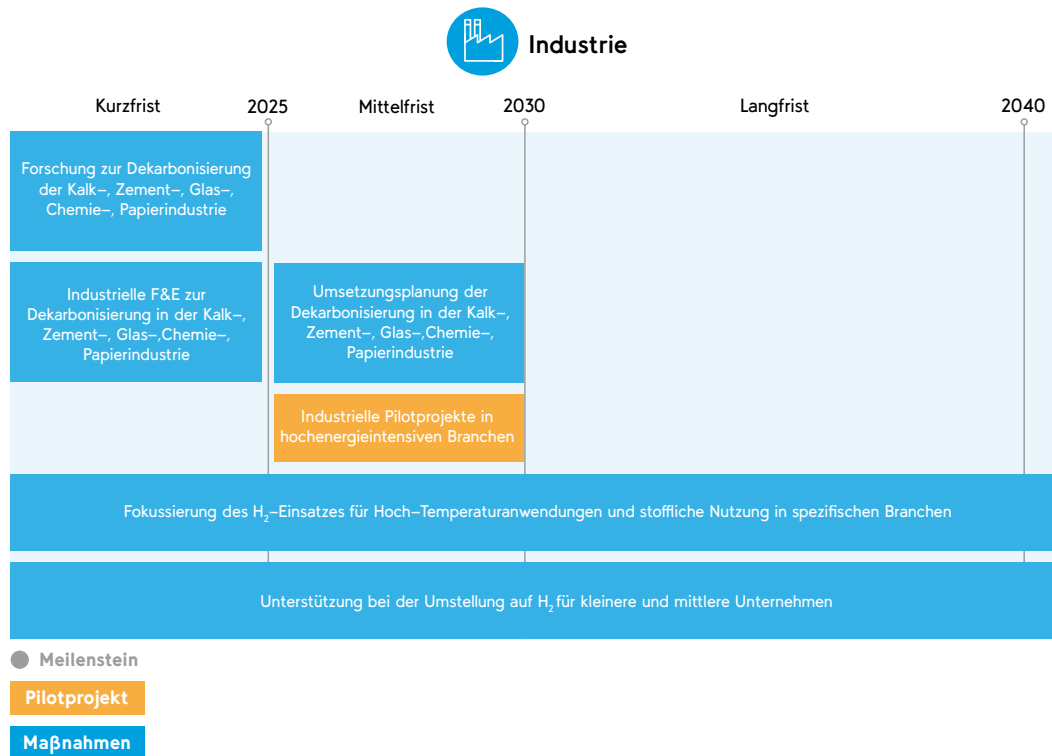 Industrie
Kurzfrist 2025 Mittelfrist 2030 Langfrist 2040
Forschung zur Dekarbonisierung
der Kalk–, Zement–, Glas–,
Chemie–, Papierindustrie
Industrielle F&E zur
Dekarbonisierung in der Kalk–,
Zement–, Glas–,Chemie–,
Papierindustrie
Umsetzungsplanung der
Dekarbonisierung in der Kalk–,
Zement–, Glas–,Chemie–,
Papierindustrie
Industrielle Pilotprojekte in
hochenergieintensiven Branchen
Fokussierung des H₂–Einsatzes für Hoch–Temperaturanwendungen und stoffliche Nutzung in spezifischen Branchen
Unterstützung bei der Umstellung auf H₂ für kleinere und mittlere Unternehmen
Meilenstein
Pilotprojekt
Maßnahmen